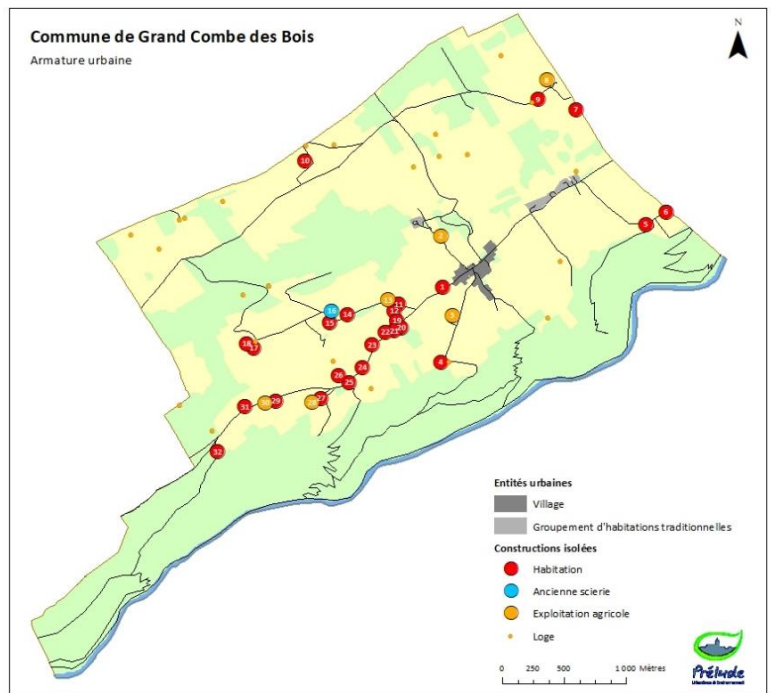 Commune de Grand Combe des Bois
Armature urbaine
N
8
9
7
10
6
5
2
1
13
11
16
12
14
15
19
20
3
22 21
23
18
17
4
24
26
25
31
30
29
28
27
32
Entités urbaines
Village
Groupement d'habitations traditionnelles
Constructions isolées
Habitation
Ancienne scierie
Exploitation agricole
Loge
0 250 500 1 000 Mètres
Prélude